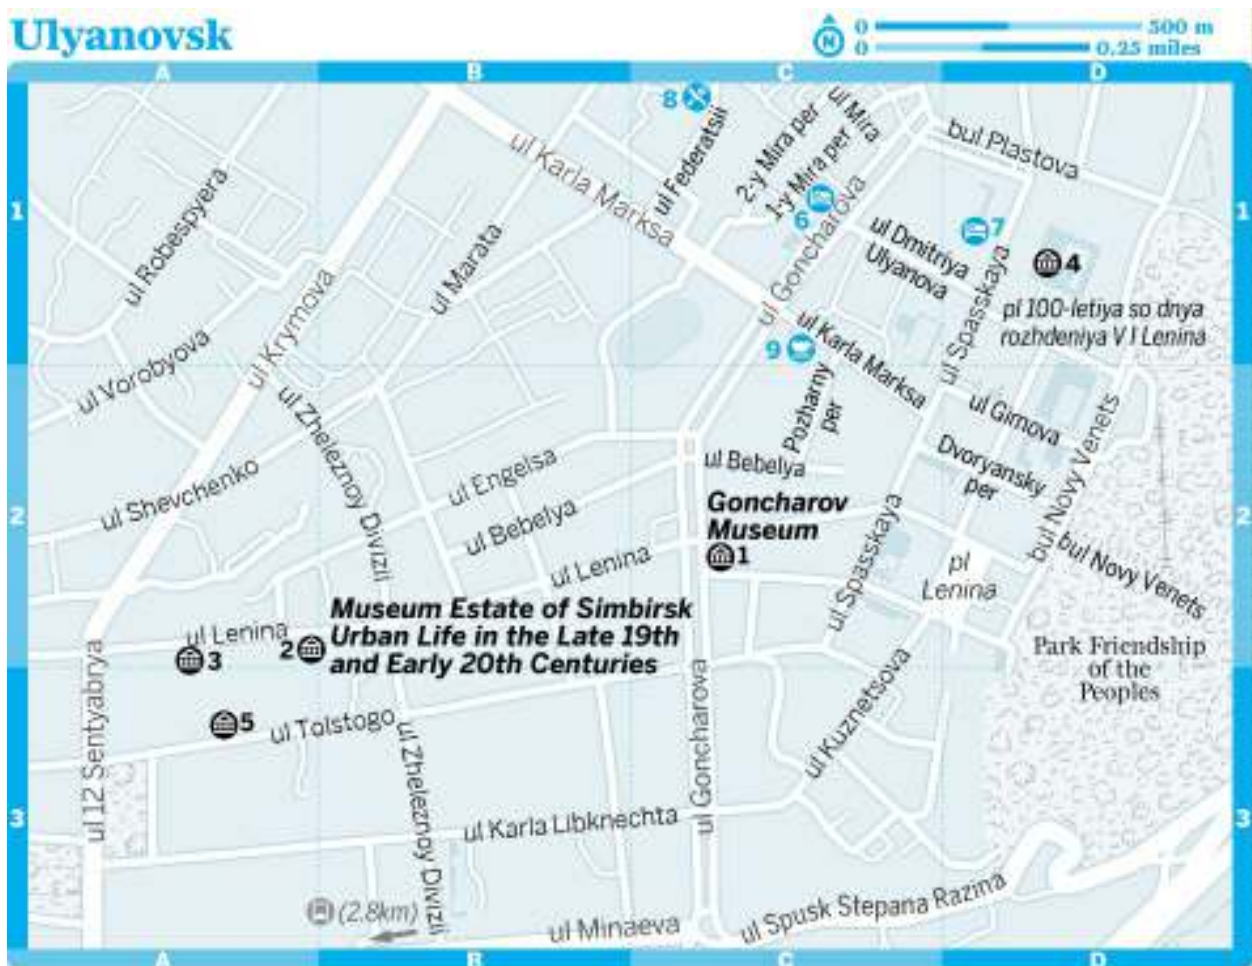 Ulyanovsk
N
0
500 m
0
0.25 miles
A
B
C
D
8
ul Federatsii
2-y Mira per
1-y Mira per
ul Mira
bul Plastova
ul Karla Marksa
1
1
ul Robespyera
ul Marata
6
ul Goncharova
ul Dmitriya
Ulyanova
7
4
ul Spasskaya
pl 100-letiya so dnya
rozhdeniya V I Lenina
ul Krymova
ul Vorobyova
9
ul Karla Marksa
Pozharny
per
ul Gimova
ul Zheleznoy Divizii
ul Shevchenko
ul Engelsa
ul Bebelya
ul Bebelya
Dvoryansky
per
bul Novy Venets
2
2
Goncharov
Museum
1
ul Lenina
ul Spasskaya
pl
Lenina
bul Novy Venets
ul Lenina
3
2
Museum Estate of Simbirsk
Urban Life in the Late 19th
and Early 20th Centuries
Park Friendship
of the
Peoples
5
ul Tolstogo
ul 12 Sentyabrya
ul Zheleznoy Divizii
ul Goncharova
ul Kuznetsova
3
3
ul Karla Libknechta
(2.8km)
ul Minaeva
ul Spusk Stepana Razina
A
B
C
D